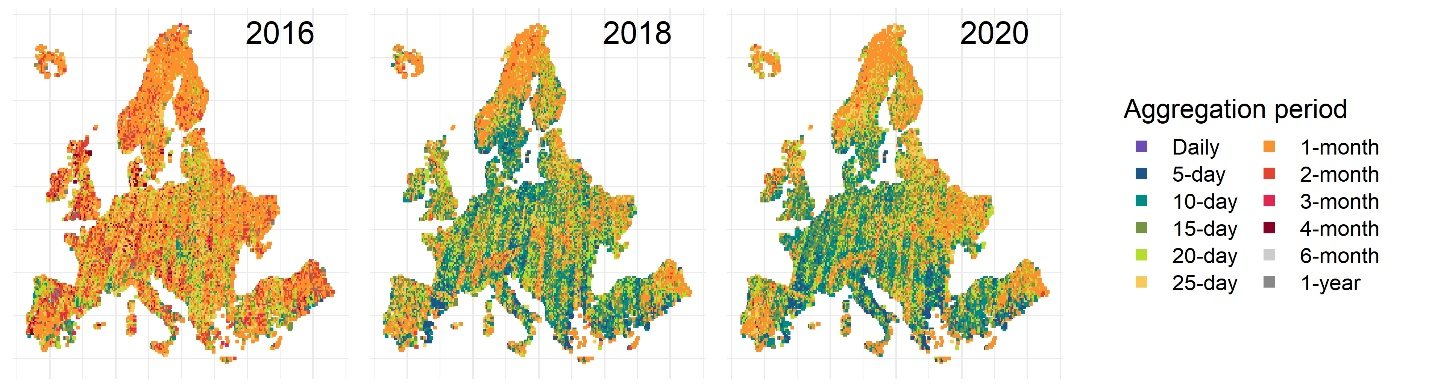 2016
2018
2020
Aggregation period
Daily
1-month
5-day
2-month
10-day
3-month
15-day
4-month
20-day
6-month
25-day
1-year